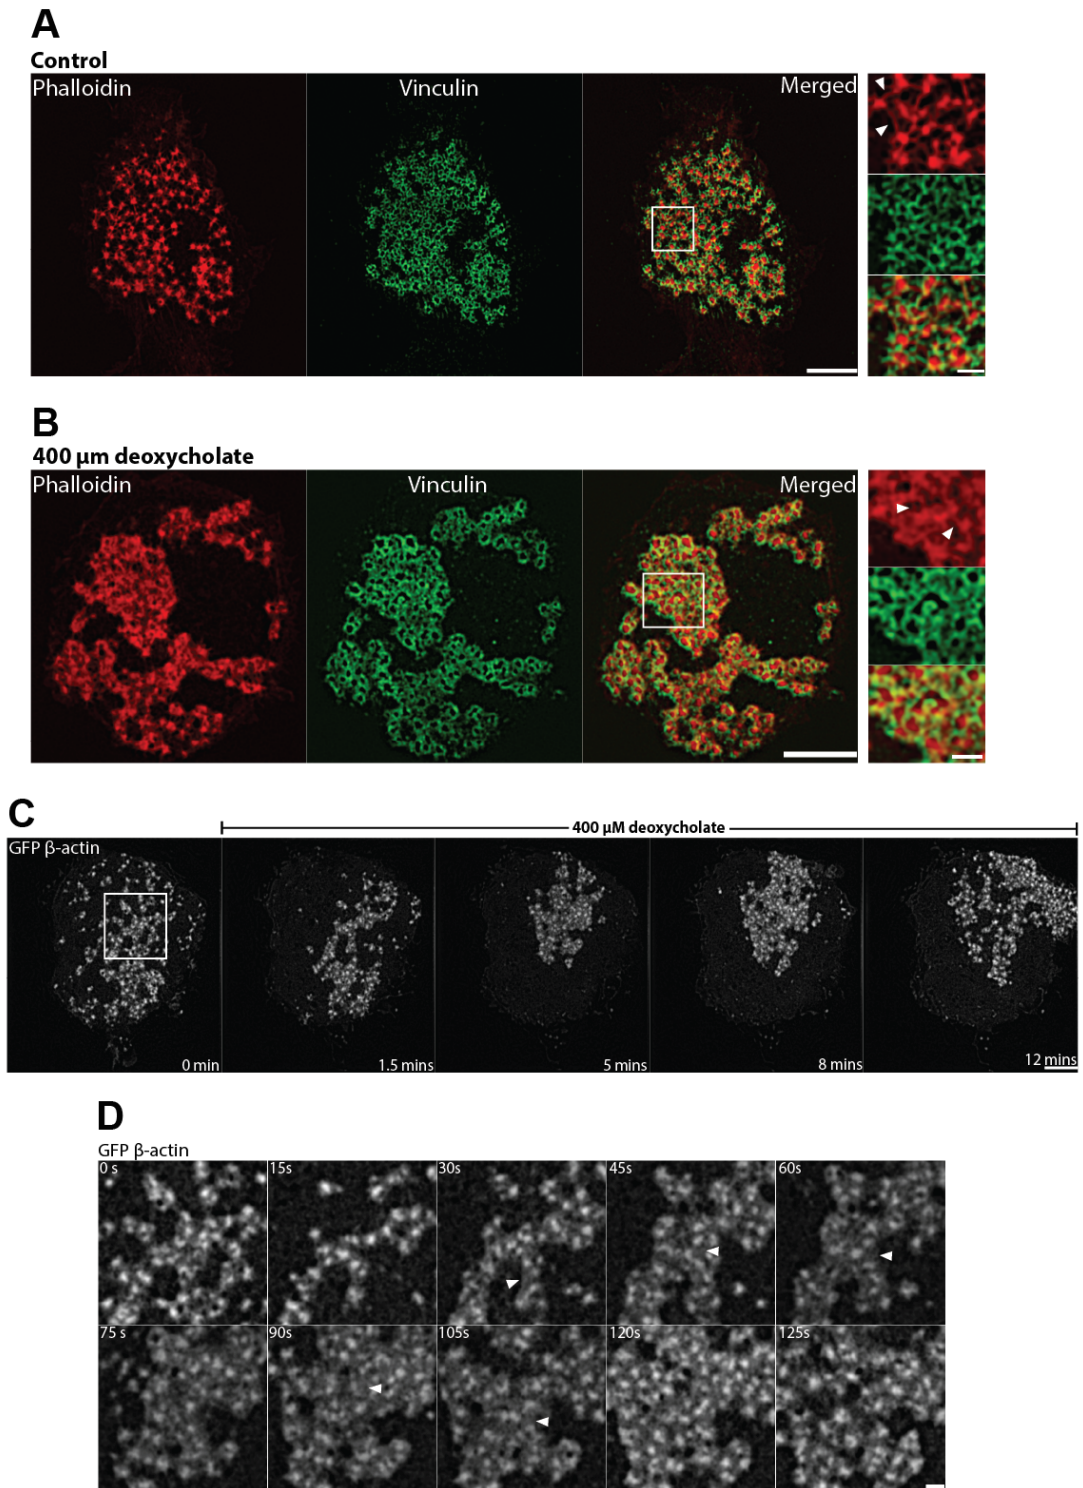 A
Control
Phalloidin Vinculin Merged
B
400 μm deoxycholate
Phalloidin Vinculin Merged
C
400 μM deoxycholate
GFP β-actin
0 min 1.5 mins 5 mins 8 mins 12 mins
D
GFP β-actin
0 s 15s 30s 45s 60s
75 s 90s 105s 120s 125s